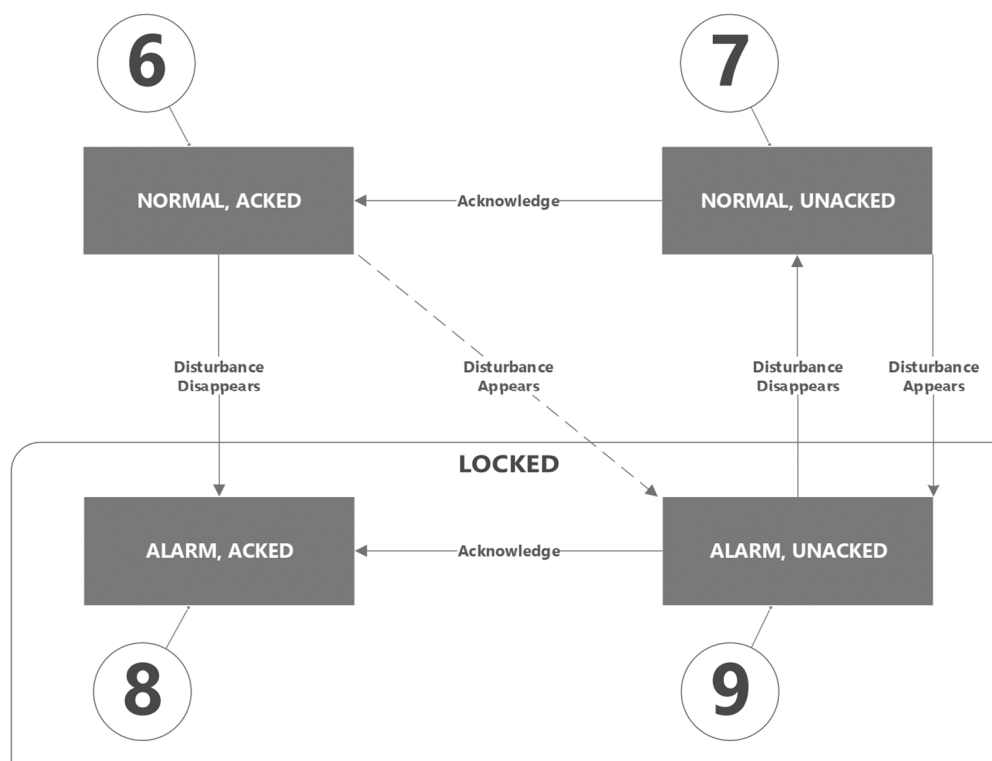 6
7
NORMAL, ACKED
Acknowledge
NORMAL, UNACKED
Disturbance
Disappears
Disturbance
Appears
Disturbance
Disappears
Disturbance
Appears
LOCKED
ALARM, ACKED
Acknowledge
ALARM, UNACKED
8
9